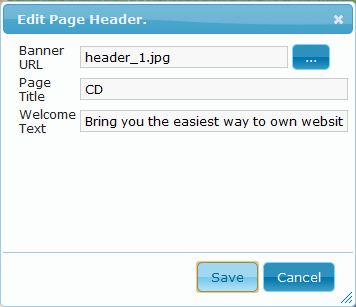 Edit Page Header.
Banner URL
header_1.jpg
...
Page Title
CD
Welcome Text
Bring you the easiest way to own websit
Save
Cancel